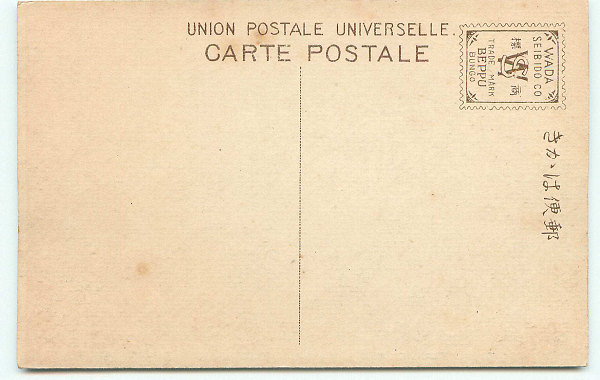 UNION POSTALE UNIVERSELLE.
CARTE POSTALE
WADA
SEIBIDO CO
商標
TRADE MARK
BEPPU
BUNGO
郵便はがき